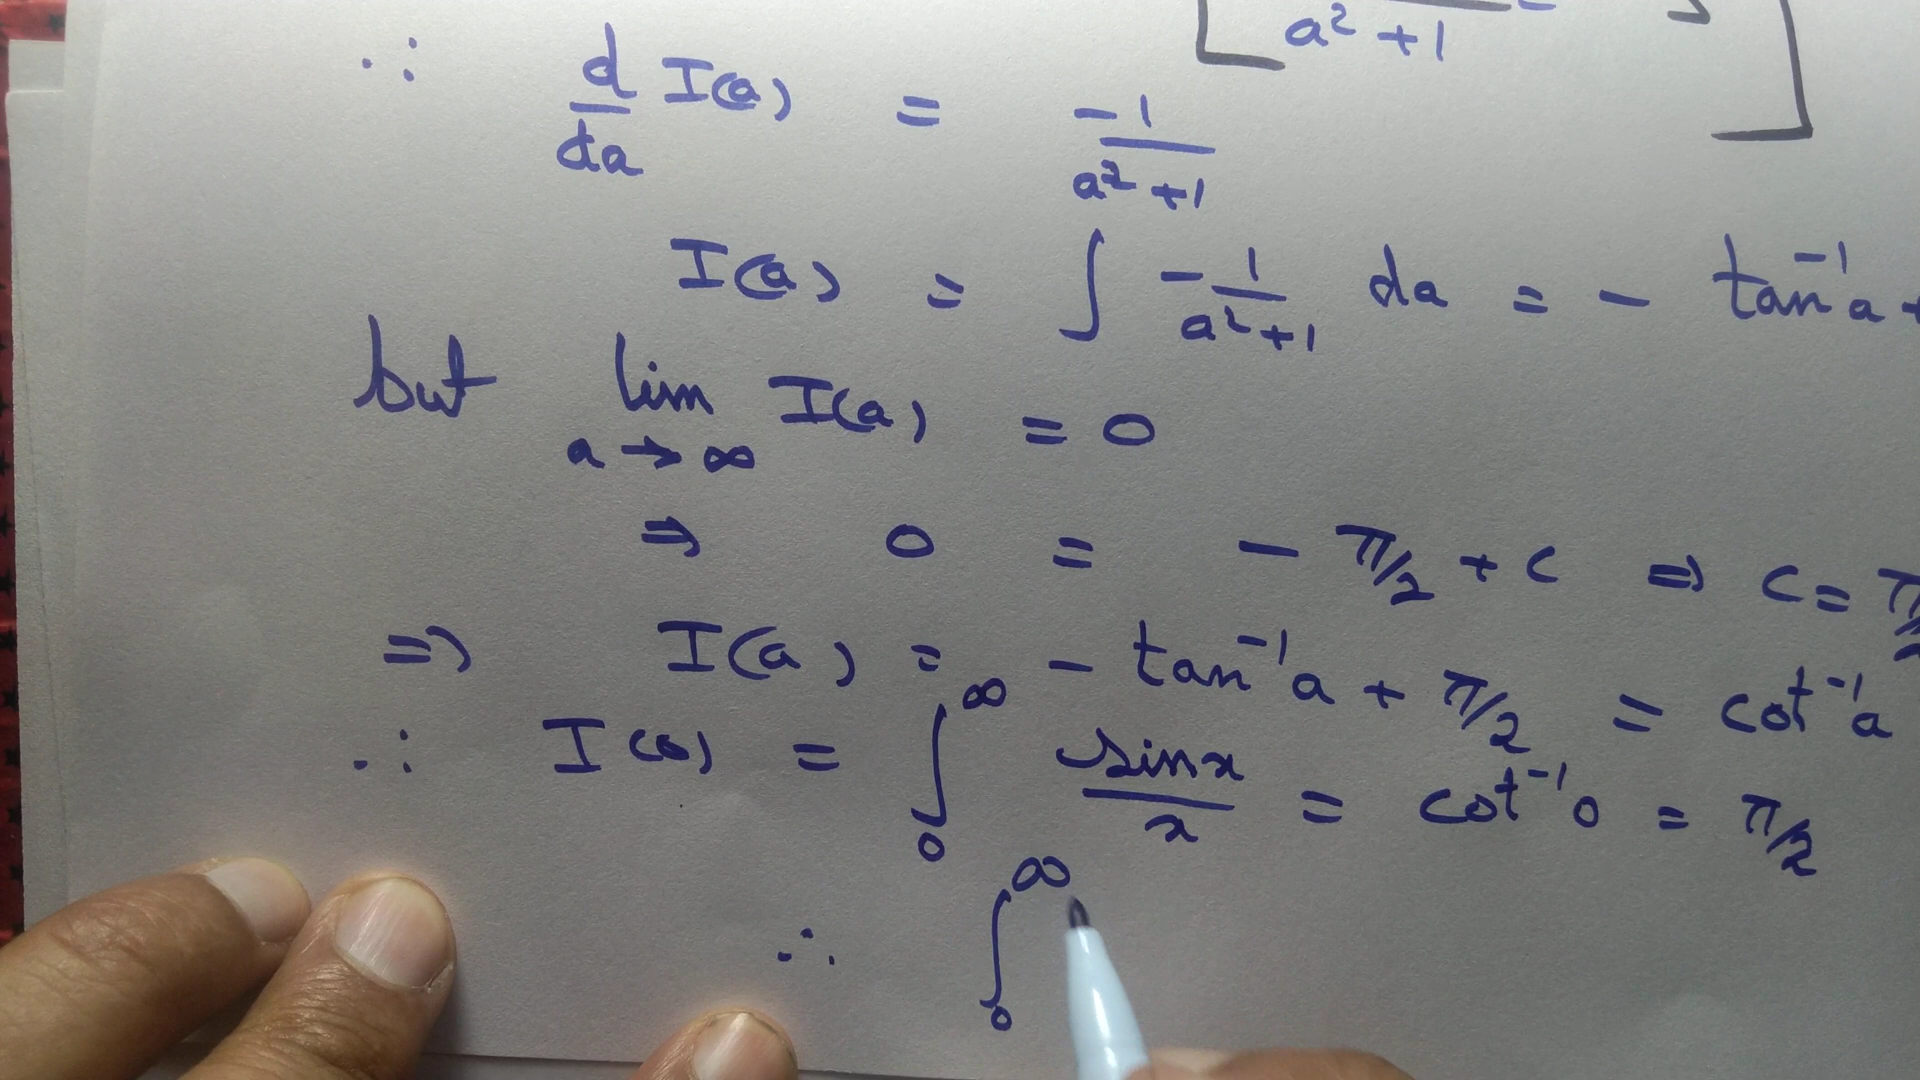 a² + 1
∴ d/da I(a) = -1/(a² + 1)
I(a) = ∫ -1/(a² + 1) da = - tan⁻¹a +
but lim a→∞ I(a) = 0
⇒ 0 = - π/2 + c ⇒ c = π/2
⇒ I(a) = - tan⁻¹a + π/2 = cot⁻¹a
∴ I(0) = ∫₀^∞ sinx/x = cot⁻¹0 = π/2
∴ ∫₀^∞